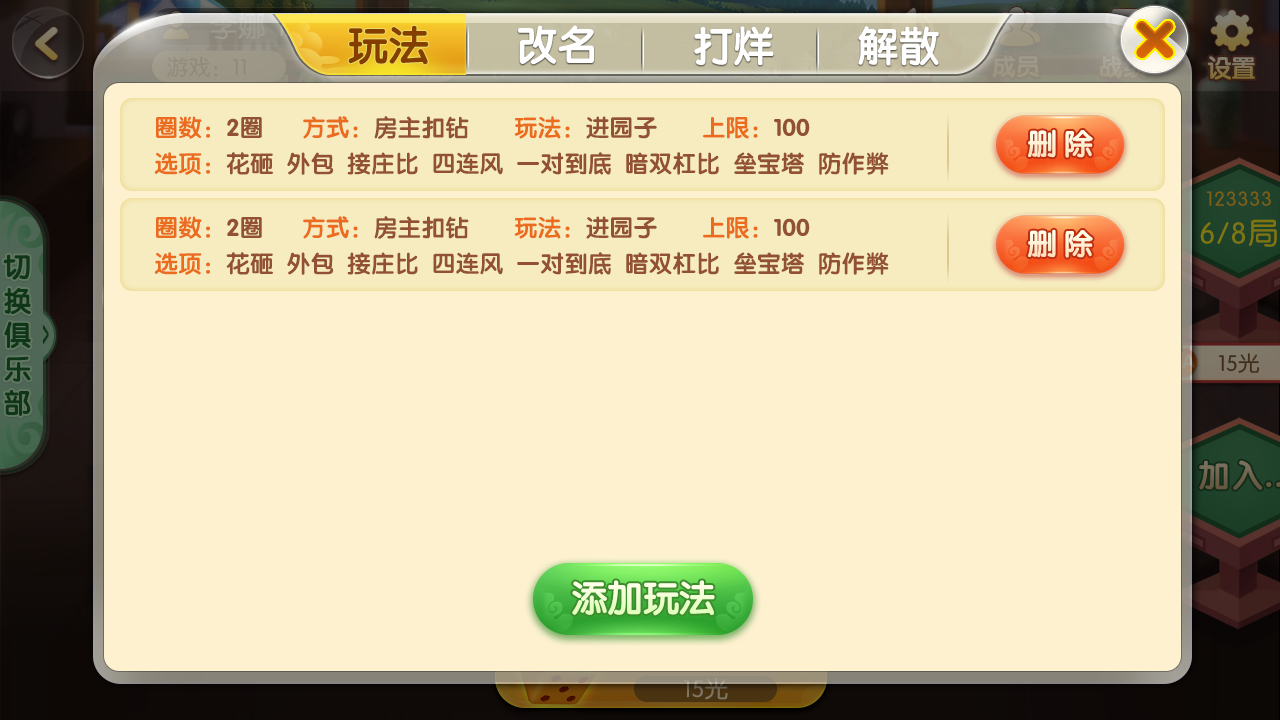 李娜
游戏：11
玩法 改名 打烊 解散
成员
设置
圈数：2圈 方式：房主扣钻 玩法：进园子 上限：100
选项：花砸 外包 接庄比 四连风 一对到底 暗双杠比 垒宝塔 防作弊
删除
圈数：2圈 方式：房主扣钻 玩法：进园子 上限：100
选项：花砸 外包 接庄比 四连风 一对到底 暗双杠比 垒宝塔 防作弊
删除
添加玩法
切换俱乐部
123333
6/8局
15光
加入..
15光